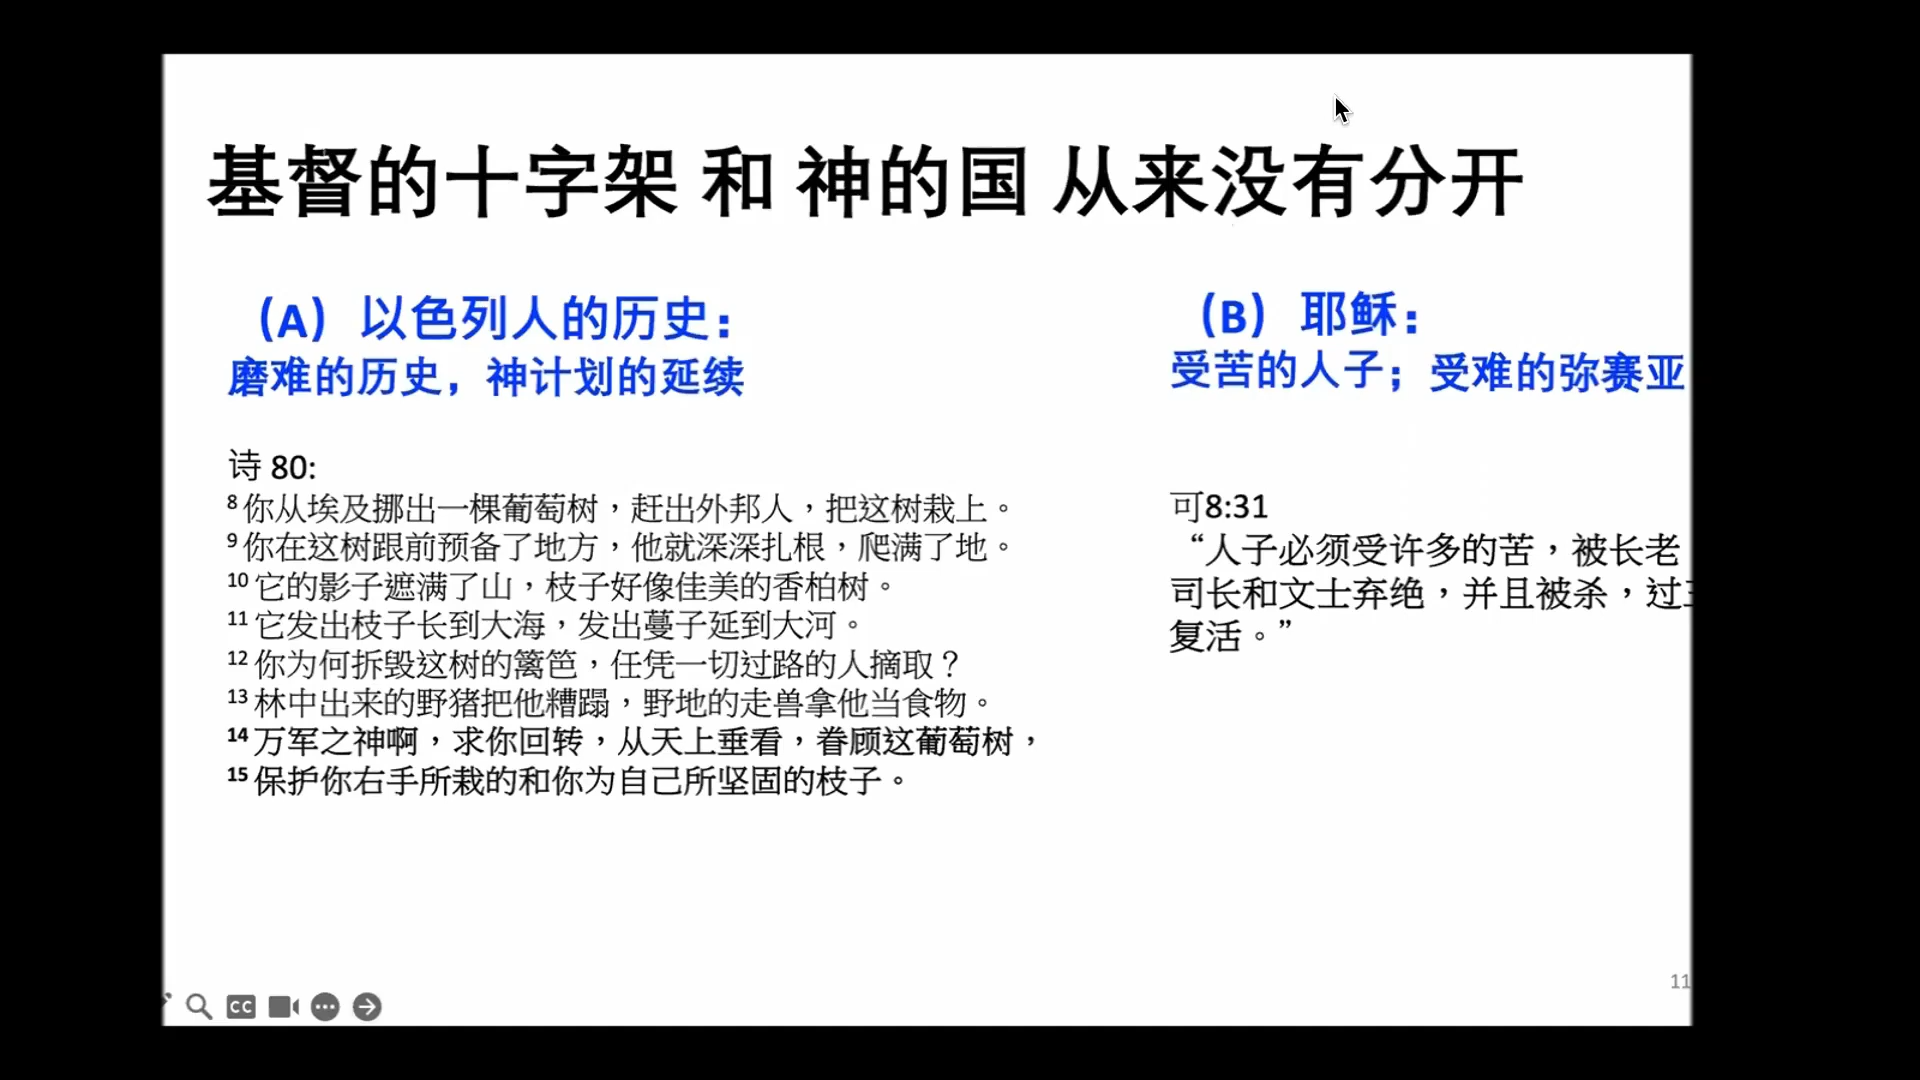 基督的十字架 和 神的国 从来没有分开
（A）以色列人的历史：
磨难的历史，神计划的延续
诗 80:
8 你从埃及挪出一棵葡萄树，赶出外邦人，把这树栽上。
9 你在这树跟前预备了地方，他就深深扎根，爬满了地。
10 它的影子遮满了山，枝子好像佳美的香柏树。
11 它发出枝子长到大海，发出蔓子延到大河。
12 你为何拆毁这树的篱笆，任凭一切过路的人摘取？
13 林中出来的野猪把他糟蹋，野地的走兽拿他当食物。
14 万军之神啊，求你回转，从天上垂看，眷顾这葡萄树，
15 保护你右手所栽的和你为自己所坚固的枝子。
（B）耶稣：
受苦的人子；受难的弥赛亚
可8:31
“人子必须受许多的苦，被长老
司长和文士弃绝，并且被杀，过
复活。”
11
CC